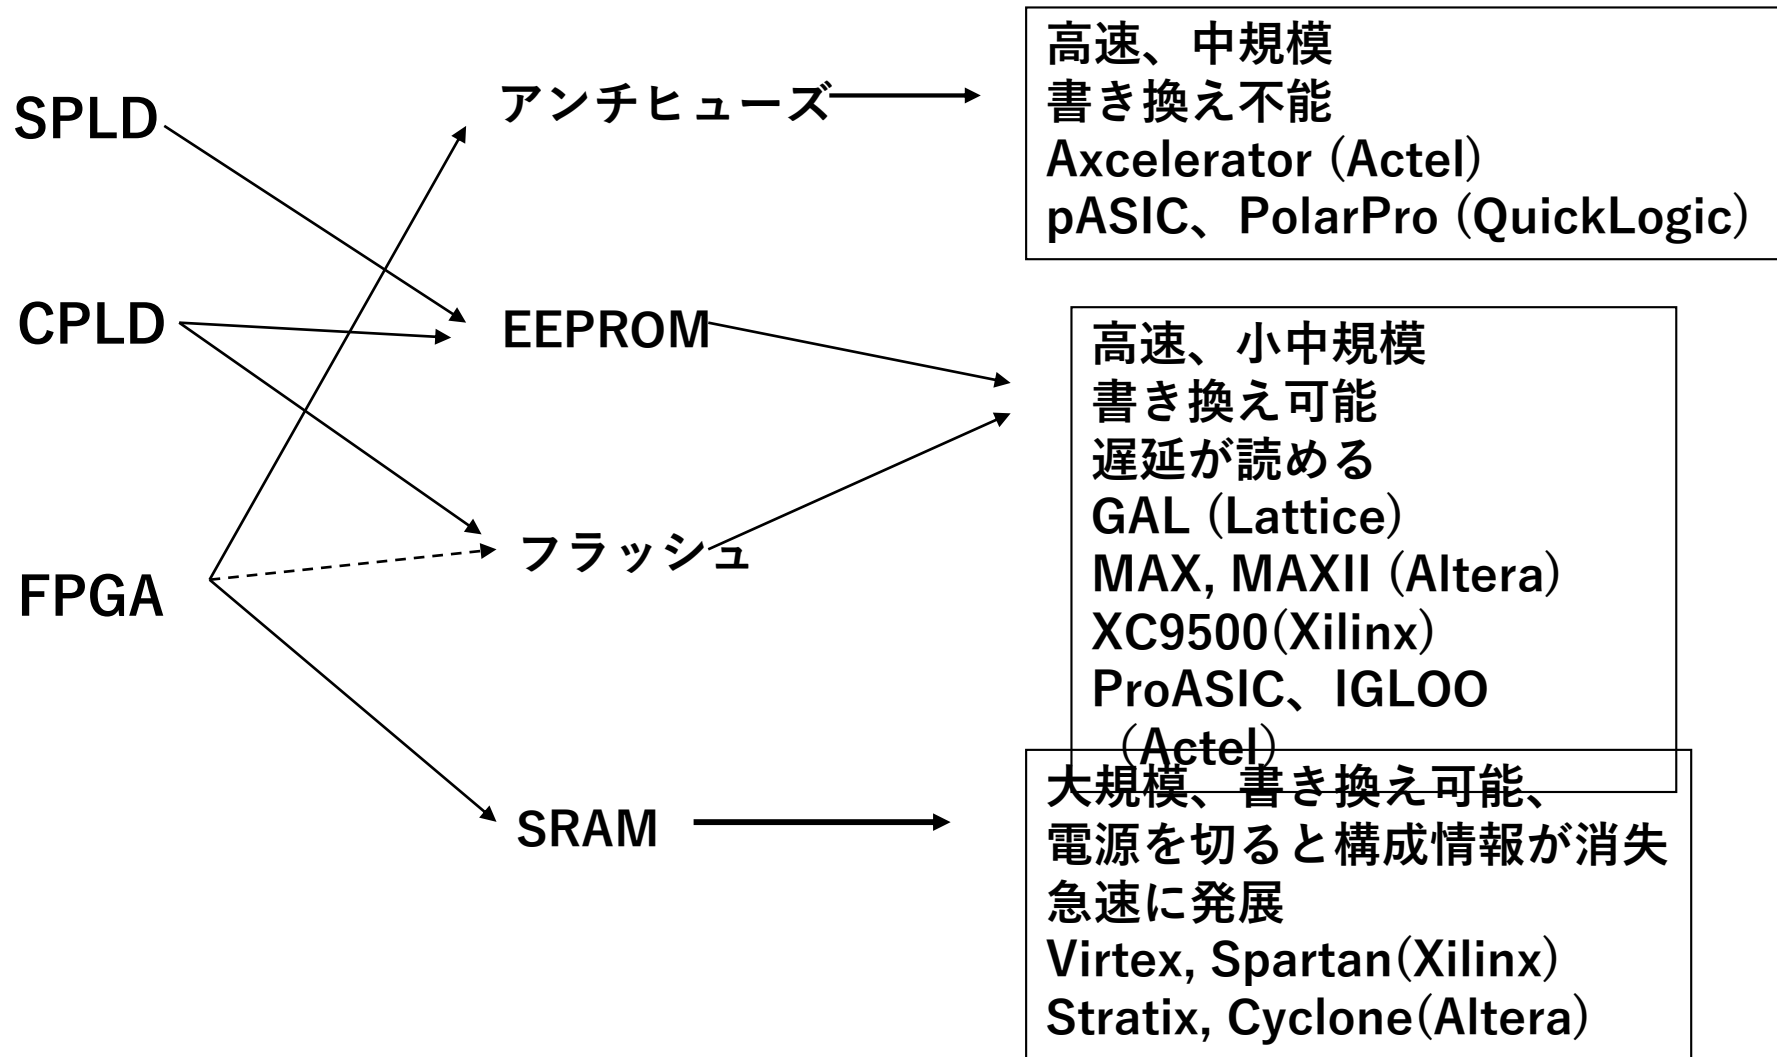 SPLD
CPLD
FPGA
アンチヒューズ
EEPROM
フラッシュ
SRAM
高速、中規模
書き換え不能
Axcelerator (Actel)
pASIC、PolarPro (QuickLogic)
高速、小中規模
書き換え可能
遅延が読める
GAL (Lattice)
MAX, MAXII (Altera)
XC9500(Xilinx)
ProASIC、IGLOO
(Actel)
大規模、書き換え可能、
電源を切ると構成情報が消失
急速に発展
Virtex, Spartan(Xilinx)
Stratix, Cyclone(Altera)